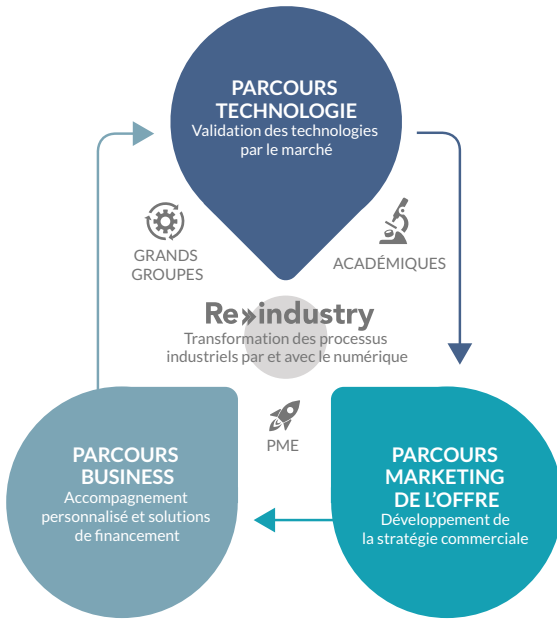 PARCOURS
TECHNOLOGIE
Validation des technologies
par le marché
GRANDS
GROUPES
ACADÉMIQUES
Re»industry
Transformation des processus
industriels par et avec le numérique
PME
PARCOURS
BUSINESS
Accompagnement
personnalisé et solutions
de financement
PARCOURS
MARKETING
DE L’OFFRE
Développement de
la stratégie commerciale